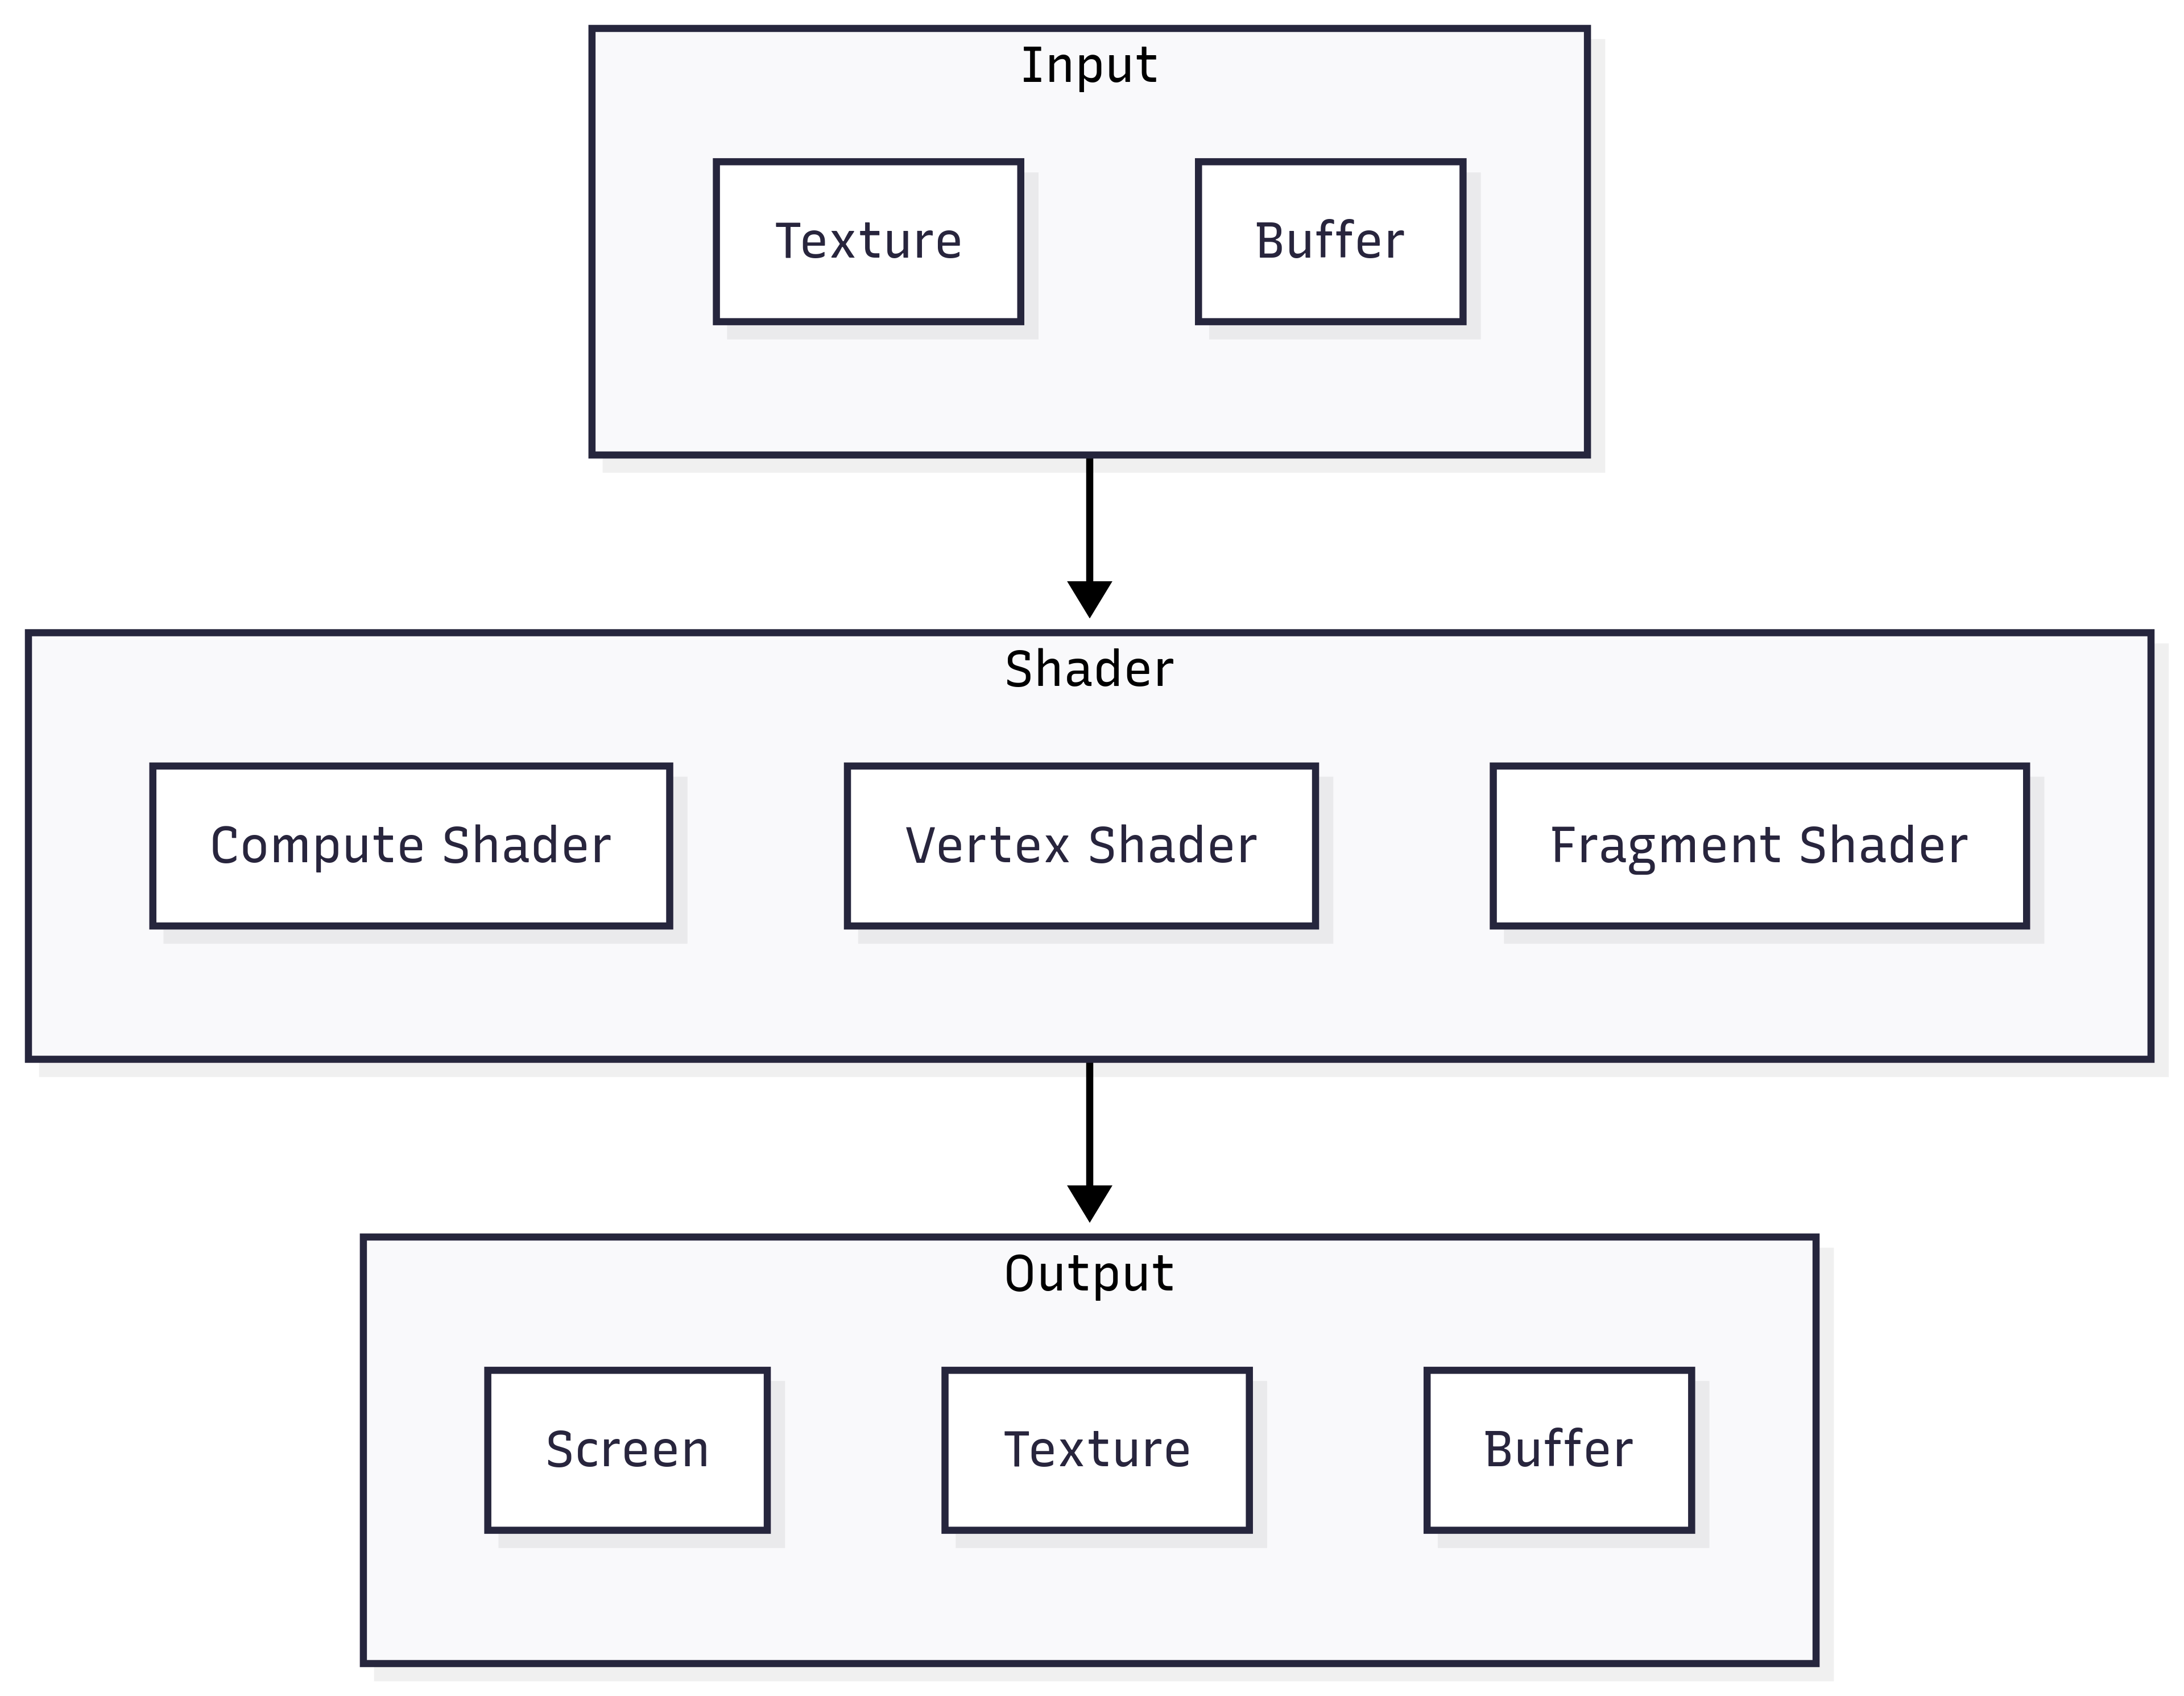 Input
Texture
Buffer
Shader
Compute Shader
Vertex Shader
Fragment Shader
Output
Screen
Texture
Buffer